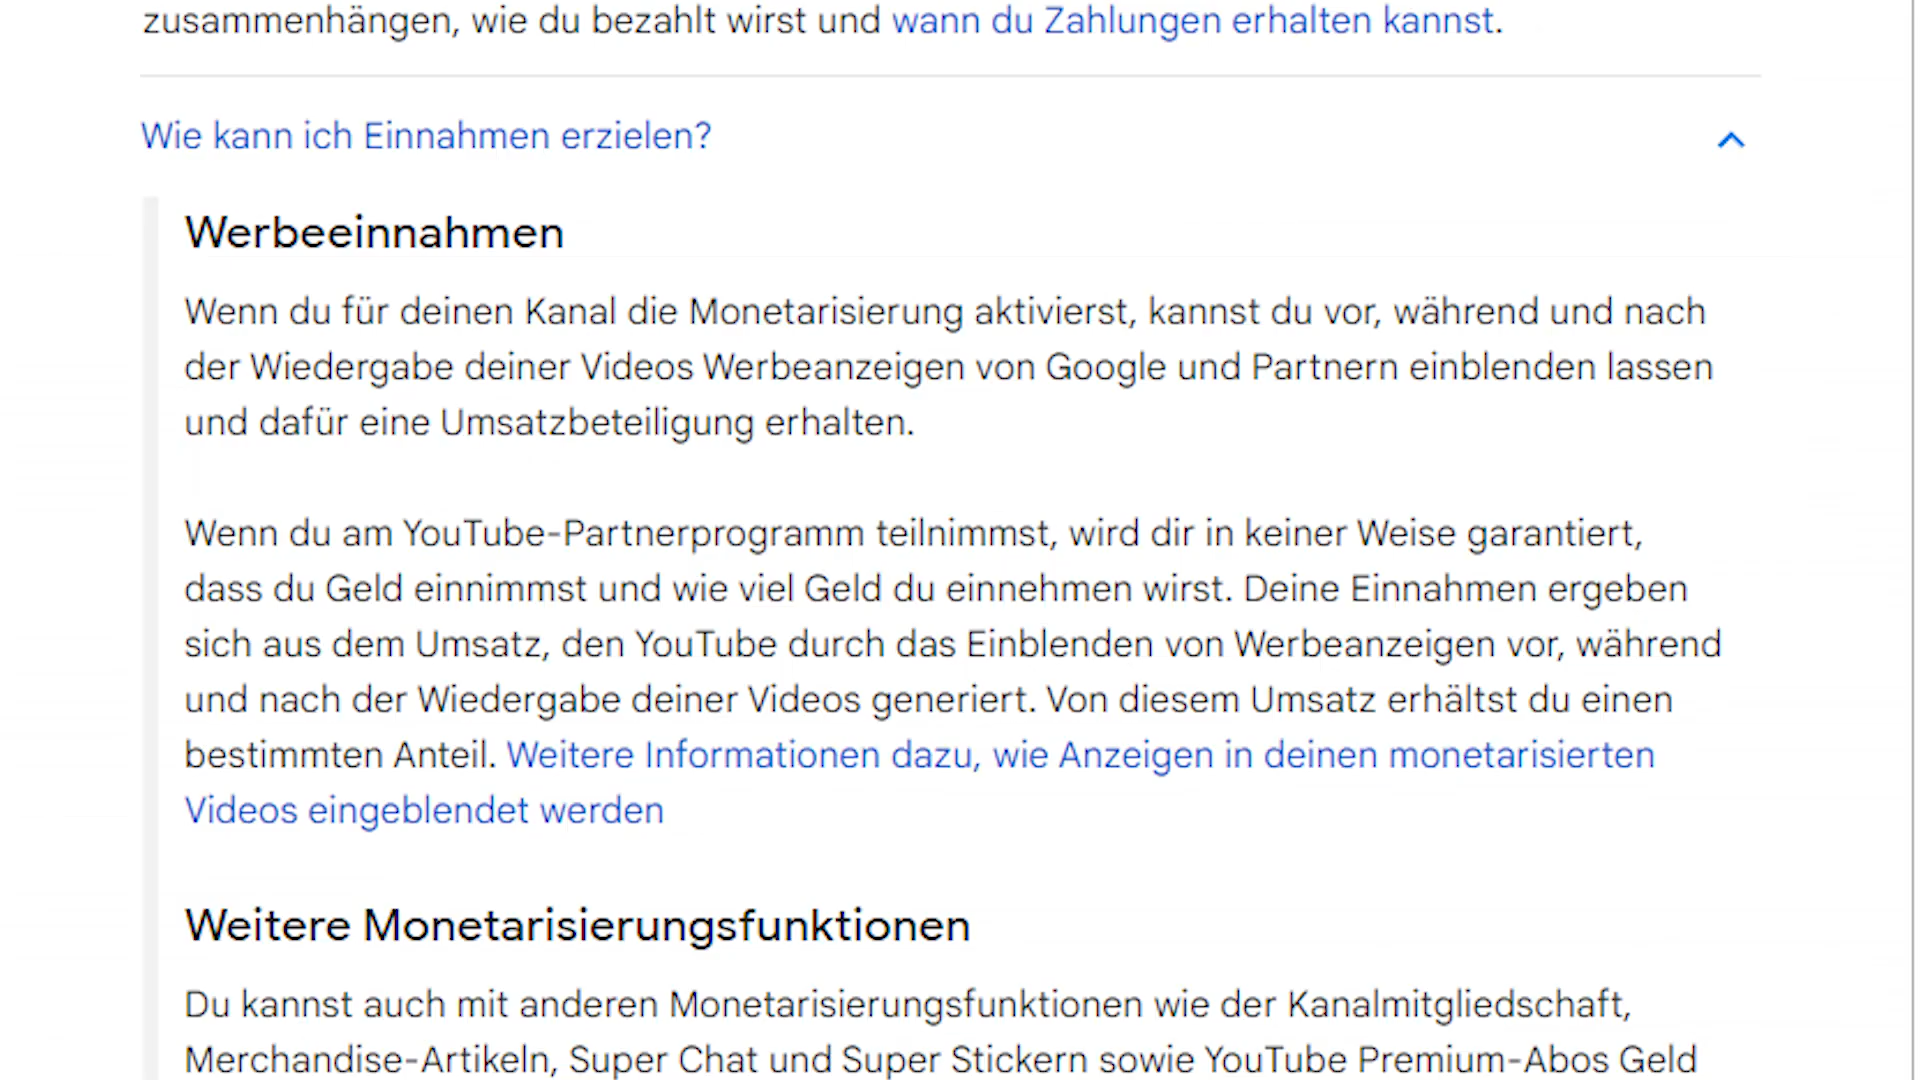 zusammenhängen, wie du bezahlt wirst und wann du Zahlungen erhalten kannst.
Wie kann ich Einnahmen erzielen?
Werbeeinnahmen
Wenn du für deinen Kanal die Monetarisierung aktivierst, kannst du vor, während und nach
der Wiedergabe deiner Videos Werbeanzeigen von Google und Partnern einblenden lassen
und dafür eine Umsatzbeteiligung erhalten.
Wenn du am YouTube-Partnerprogramm teilnimmst, wird dir in keiner Weise garantiert,
dass du Geld einnimmst und wie viel Geld du einnehmen wirst. Deine Einnahmen ergeben
sich aus dem Umsatz, den YouTube durch das Einblenden von Werbeanzeigen vor, während
und nach der Wiedergabe deiner Videos generiert. Von diesem Umsatz erhältst du einen
bestimmten Anteil. Weitere Informationen dazu, wie Anzeigen in deinen monetarisierten
Videos eingeblendet werden
Weitere Monetarisierungsfunktionen
Du kannst auch mit anderen Monetarisierungsfunktionen wie der Kanalmitgliedschaft,
Merchandise-Artikeln, Super Chat und Super Stickern sowie YouTube Premium-Abos Geld